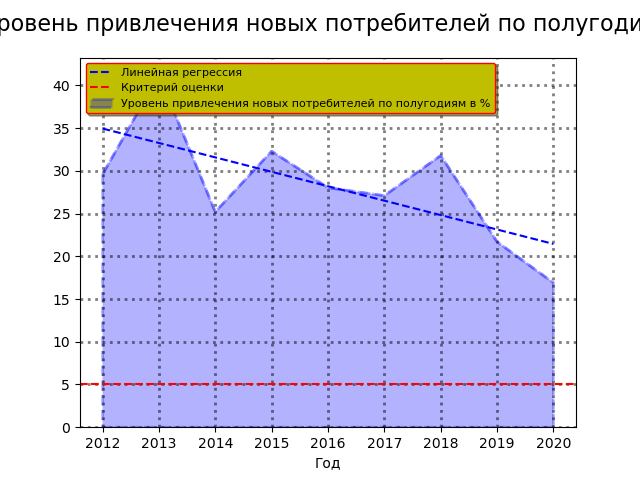 ровень привлечения новых потребителей по полугоди
Линейная регрессия
Критерий оценки
Уровень привлечения новых потребителей по полугодиям в %
40
35
30
25
20
15
10
5
0
2012 2013 2014 2015 2016 2017 2018 2019 2020
Год